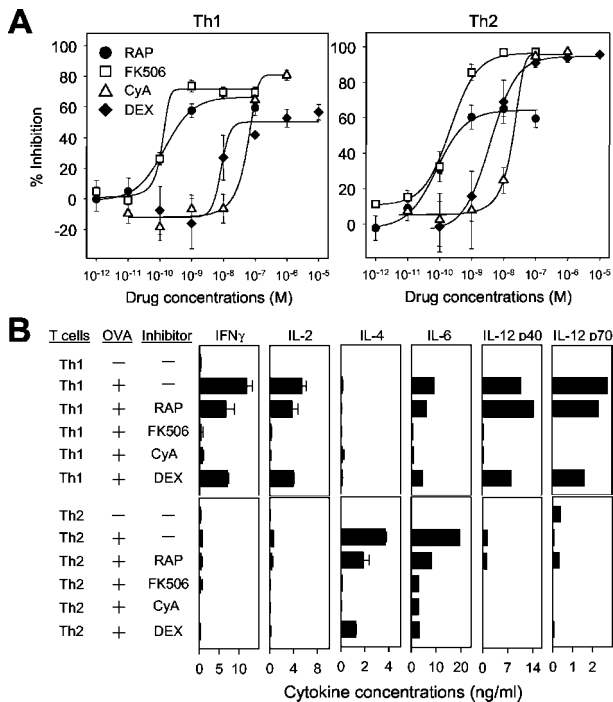 A
Th1
Th2
% Inhibition
100
80
60
40
20
0
-20
RAP
FK506
CyA
DEX
100
80
60
40
20
0
10⁻¹² 10⁻¹¹ 10⁻¹⁰ 10⁻⁹ 10⁻⁸ 10⁻⁷ 10⁻⁶ 10⁻⁵
10⁻¹² 10⁻¹¹ 10⁻¹⁰ 10⁻⁹ 10⁻⁸ 10⁻⁷ 10⁻⁶ 10⁻⁵
Drug concentrations (M)
Drug concentrations (M)
B
T cells OVA Inhibitor IFNγ IL-2 IL-4 IL-6 IL-12 p40 IL-12 p70
Th1 − −
Th1 + −
Th1 + RAP
Th1 + FK506
Th1 + CyA
Th1 + DEX
Th2 − −
Th2 + −
Th2 + RAP
Th2 + FK506
Th2 + CyA
Th2 + DEX
0 5 10 0 4 8 0 2 4 0 10 20 0 7 14 0 1 2
Cytokine concentrations (ng/ml)